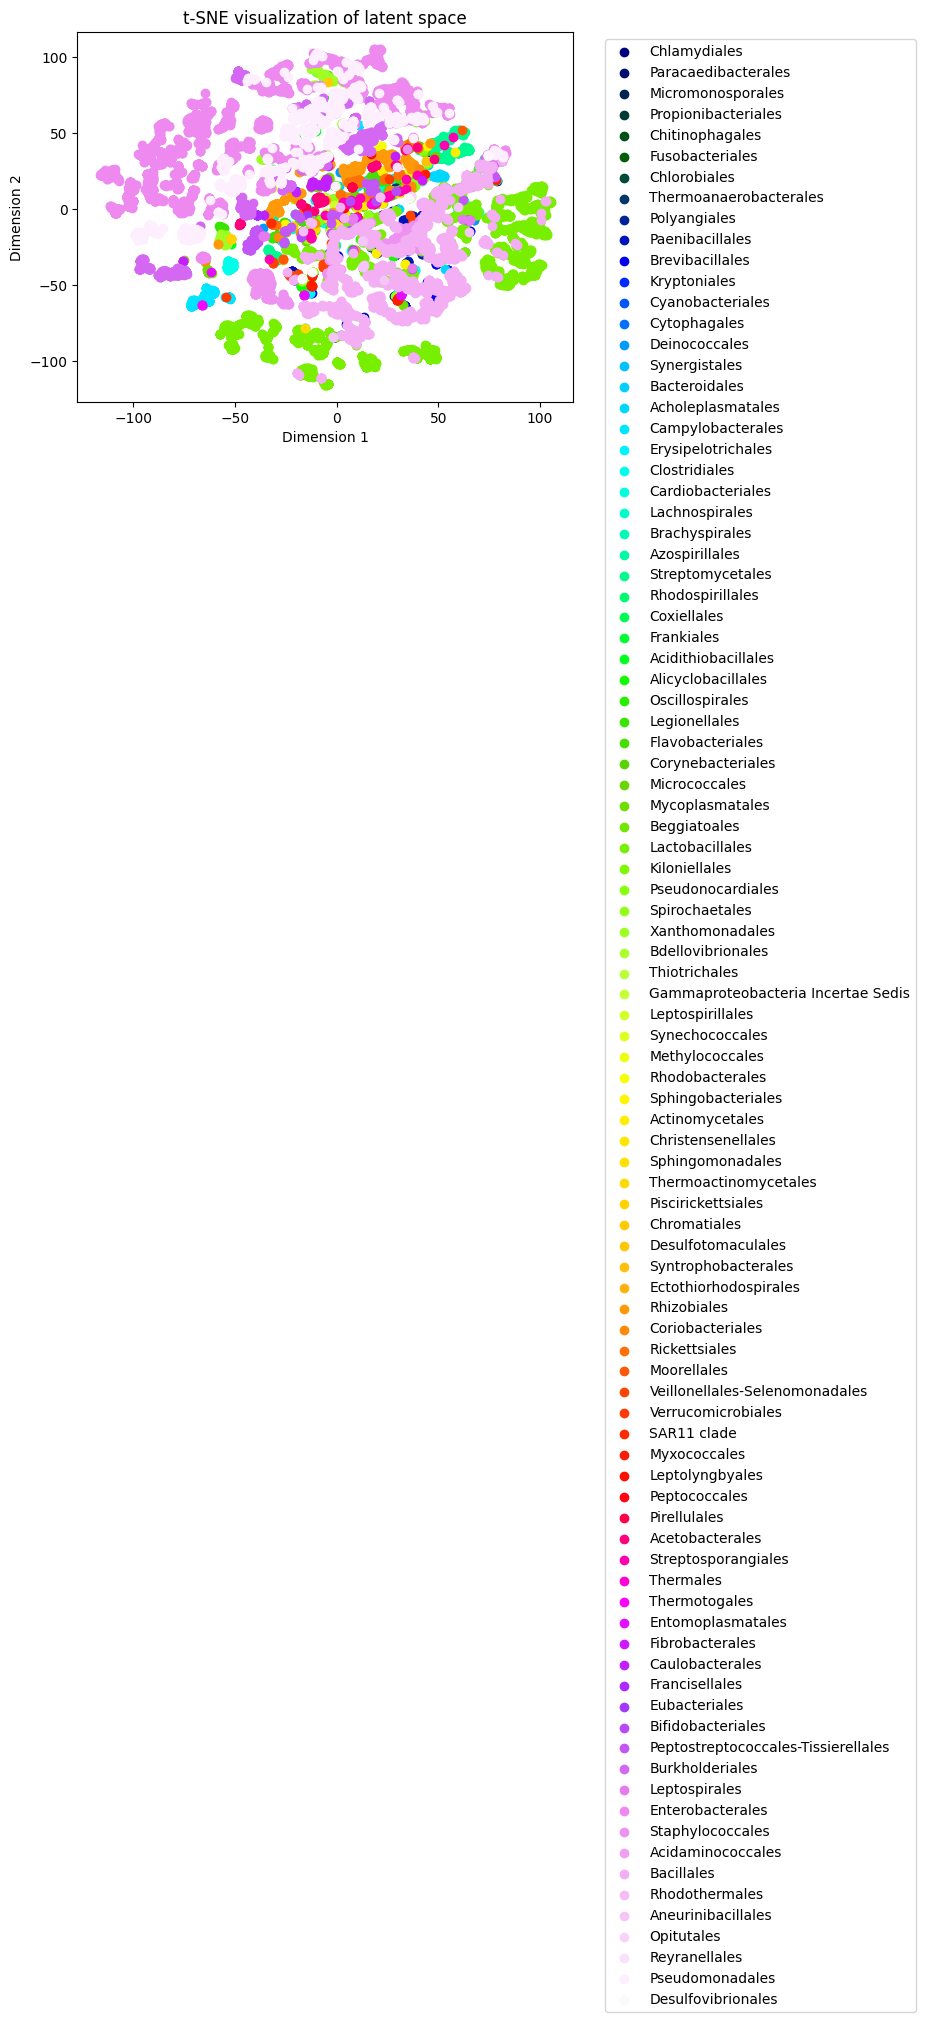 t-SNE visualization of latent space
100
50
0
−50
−100
Dimension 2
−100
−50
0
50
100
Dimension 1
Chlamydiales
Paracaedibacterales
Micromonosporales
Propionibacteriales
Chitinophagales
Fusobacteriales
Chlorobiales
Thermoanaerobacterales
Polyangiales
Paenibacillales
Brevibacillales
Kryptoniales
Cyanobacteriales
Cytophagales
Deinococcales
Synergistales
Bacteroidales
Acholeplasmatales
Campylobacterales
Erysipelotrichales
Clostridiales
Cardiobacteriales
Lachnospirales
Brachyspirales
Azospirillales
Streptomycetales
Rhodospirillales
Coxiellales
Frankiales
Acidithiobacillales
Alicyclobacillales
Oscillospirales
Legionellales
Flavobacteriales
Corynebacteriales
Micrococcales
Mycoplasmatales
Beggiatoales
Lactobacillales
Kiloniellales
Pseudonocardiales
Spirochaetales
Xanthomonadales
Bdellovibrionales
Thiotrichales
Gammaproteobacteria Incertae Sedis
Leptospirillales
Synechococcales
Methylococcales
Rhodobacterales
Sphingobacteriales
Actinomycetales
Christensenellales
Sphingomonadales
Thermoactinomycetales
Piscirickettsiales
Chromatiales
Desulfotomaculales
Syntrophobacterales
Ectothiorhodospirales
Rhizobiales
Coriobacteriales
Rickettsiales
Moorellales
Veillonellales-Selenomonadales
Verrucomicrobiales
SAR11 clade
Myxococcales
Leptolyngbyales
Peptococcales
Pirellulales
Acetobacterales
Streptosporangiales
Thermales
Thermotogales
Entomoplasmatales
Fibrobacterales
Caulobacterales
Francisellales
Eubacteriales
Bifidobacteriales
Peptostreptococcales-Tissierellales
Burkholderiales
Leptospirales
Enterobacterales
Staphylococcales
Acidaminococcales
Bacillales
Rhodothermales
Aneurinibacillales
Opitutales
Reyranellales
Pseudomonadales
Desulfovibrionales